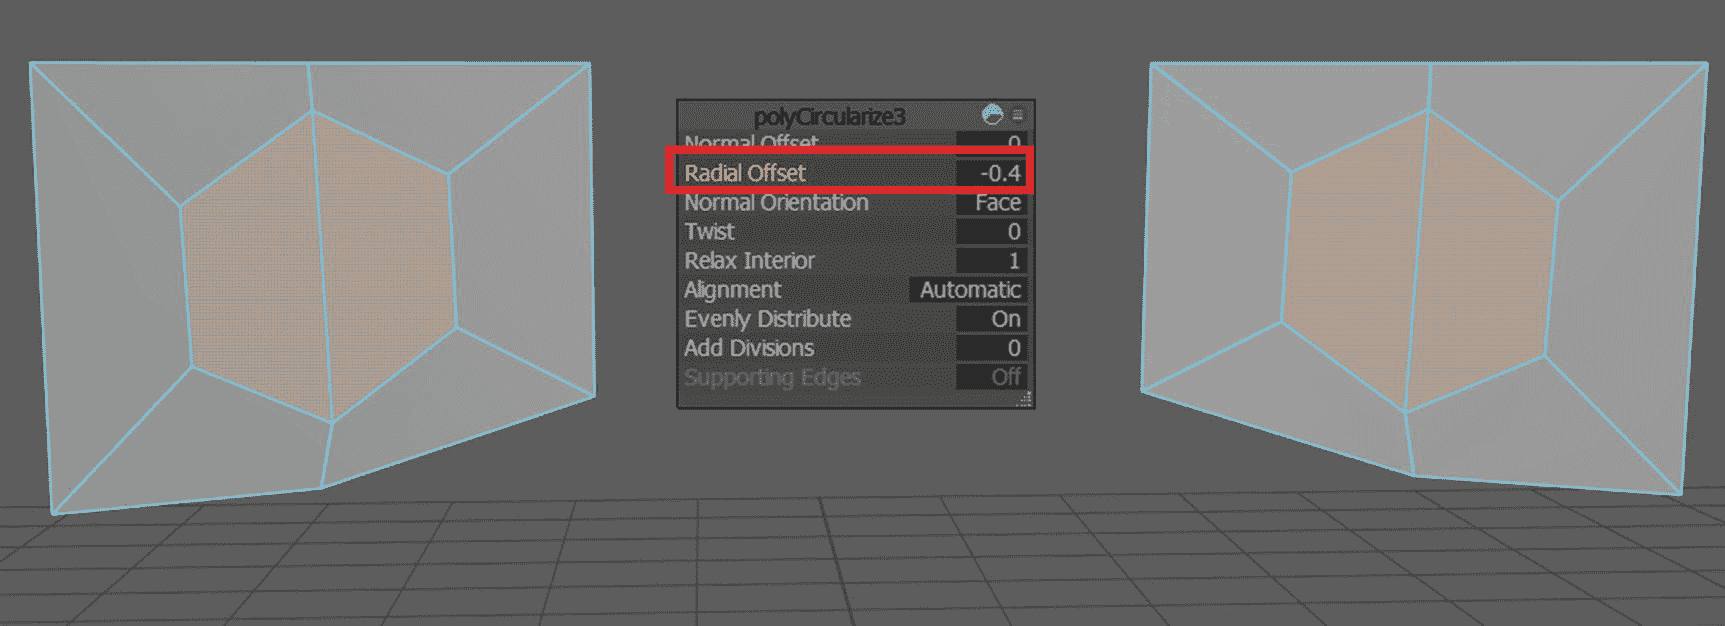 polyCircularize3
Normal Offset 0
Radial Offset -0.4
Normal Orientation Face
Twist 0
Relax Interior 1
Alignment Automatic
Evenly Distribute On
Add Divisions 0
Supporting Edges Off